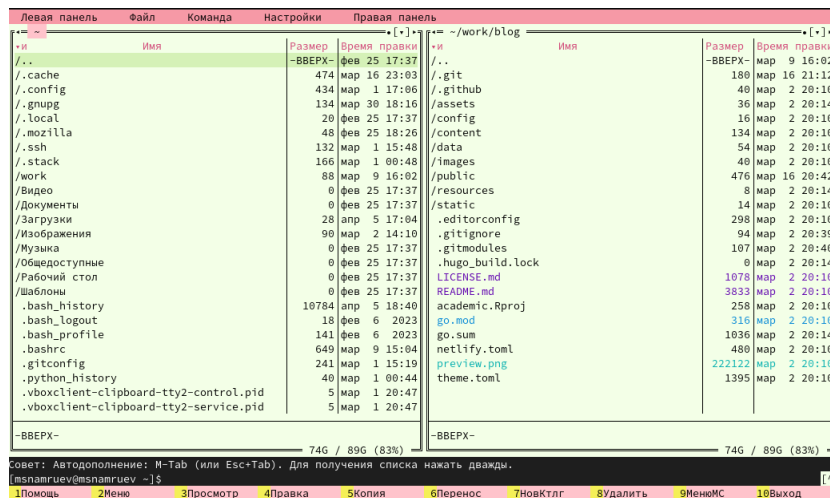 Левая панель Файл Команда Настройки Правая панель
~ [▾] ~/work/blog [▾]
▾и Имя Размер Время правки ▾и Имя Размер Время правки
/.. -ВВЕРХ- фев 25 17:37 /.. -ВВЕРХ- мар 9 16:02
/.cache 474 мар 16 23:03 /.git 180 мар 16 21:12
/.config 434 мар 1 17:06 /.github 40 мар 2 20:10
/.gnupg 134 мар 30 18:16 /assets 36 мар 2 20:14
/.local 20 фев 25 17:37 /config 16 мар 2 20:10
/.mozilla 48 фев 25 18:26 /content 134 мар 2 20:10
/.ssh 132 мар 1 15:48 /data 54 мар 2 20:10
/.stack 166 мар 1 00:48 /images 40 мар 2 20:10
/work 88 мар 9 16:02 /public 476 мар 16 20:42
/Видео 0 фев 25 17:37 /resources 8 мар 2 20:14
/Документы 0 фев 25 17:37 /static 14 мар 2 20:10
/Загрузки 28 апр 5 17:04 .editorconfig 298 мар 2 20:10
/Изображения 90 мар 2 14:10 .gitignore 94 мар 2 20:39
/Музыка 0 фев 25 17:37 .gitmodules 107 мар 2 20:40
/Общедоступные 0 фев 25 17:37 .hugo_build.lock 0 мар 2 20:14
/Рабочий стол 0 фев 25 17:37 LICENSE.md 1078 мар 2 20:10
/Шаблоны 0 фев 25 17:37 README.md 3833 мар 2 20:10
.bash_history 10784 апр 5 18:40 academic.Rproj 258 мар 2 20:10
.bash_logout 18 фев 6 2023 go.mod 316 мар 2 20:10
.bash_profile 141 фев 6 2023 go.sum 1036 мар 2 20:14
.bashrc 649 мар 9 15:04 netlify.toml 480 мар 2 20:10
.gitconfig 241 мар 1 15:19 preview.png 222122 мар 2 20:10
.python_history 40 мар 1 00:44 theme.toml 1395 мар 2 20:10
.vboxclient-clipboard-tty2-control.pid 5 мар 1 20:47
.vboxclient-clipboard-tty2-service.pid 5 мар 1 20:47
-ВВЕРХ- -ВВЕРХ-
74G / 89G (83%) 74G / 89G (83%)
Совет: Автодополнение: M-Tab (или Esc+Tab). Для получения списка нажать дважды.
[msnamruev@msnamruev ~]$ [^
1Помощь 2Меню 3Просмотр 4Правка 5Копия 6Перенос 7НовКтлг 8Удалить 9МенюMC 10Выход